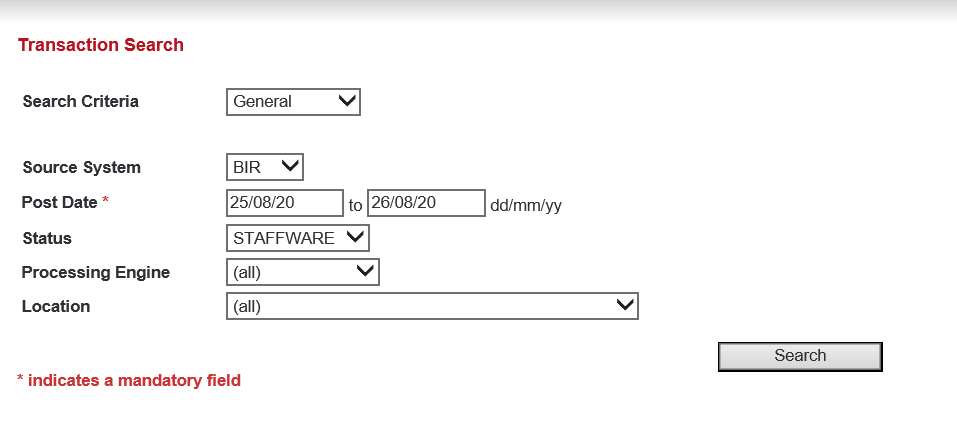 Transaction Search
Search Criteria General
Source System BIR
Post Date * 25/08/20 to 26/08/20 dd/mm/yy
Status STAFFWARE
Processing Engine (all)
Location (all)
Search
* indicates a mandatory field